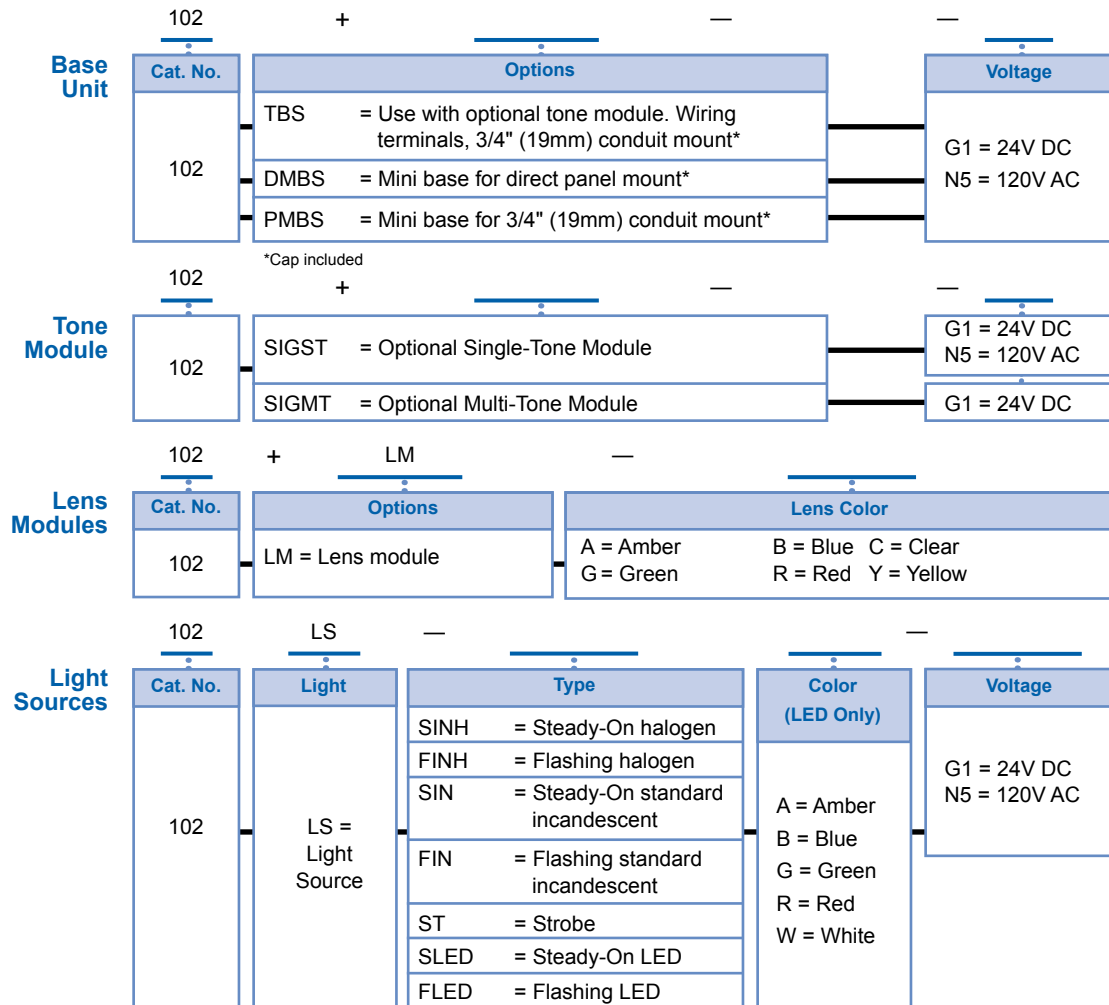 102 + — —
Base Unit
Cat. No. Options Voltage
102
TBS = Use with optional tone module. Wiring
terminals, 3/4" (19mm) conduit mount*
DMBS = Mini base for direct panel mount*
PMBS = Mini base for 3/4" (19mm) conduit mount*
G1 = 24V DC
N5 = 120V AC
*Cap included
102 + — —
Tone Module
102
SIGST = Optional Single-Tone Module
G1 = 24V DC
N5 = 120V AC
SIGMT = Optional Multi-Tone Module
G1 = 24V DC
102 + LM —
Lens Modules
Cat. No. Options Lens Color
102
LM = Lens module
A = Amber B = Blue C = Clear
G = Green R = Red Y = Yellow
102 LS — —
Light Sources
Cat. No. Light Type Color (LED Only) Voltage
102
LS =
Light
Source
SINH = Steady-On halogen
FINH = Flashing halogen
SIN = Steady-On standard
incandescent
FIN = Flashing standard
incandescent
ST = Strobe
SLED = Steady-On LED
FLED = Flashing LED
A = Amber
B = Blue
G = Green
R = Red
W = White
G1 = 24V DC
N5 = 120V AC